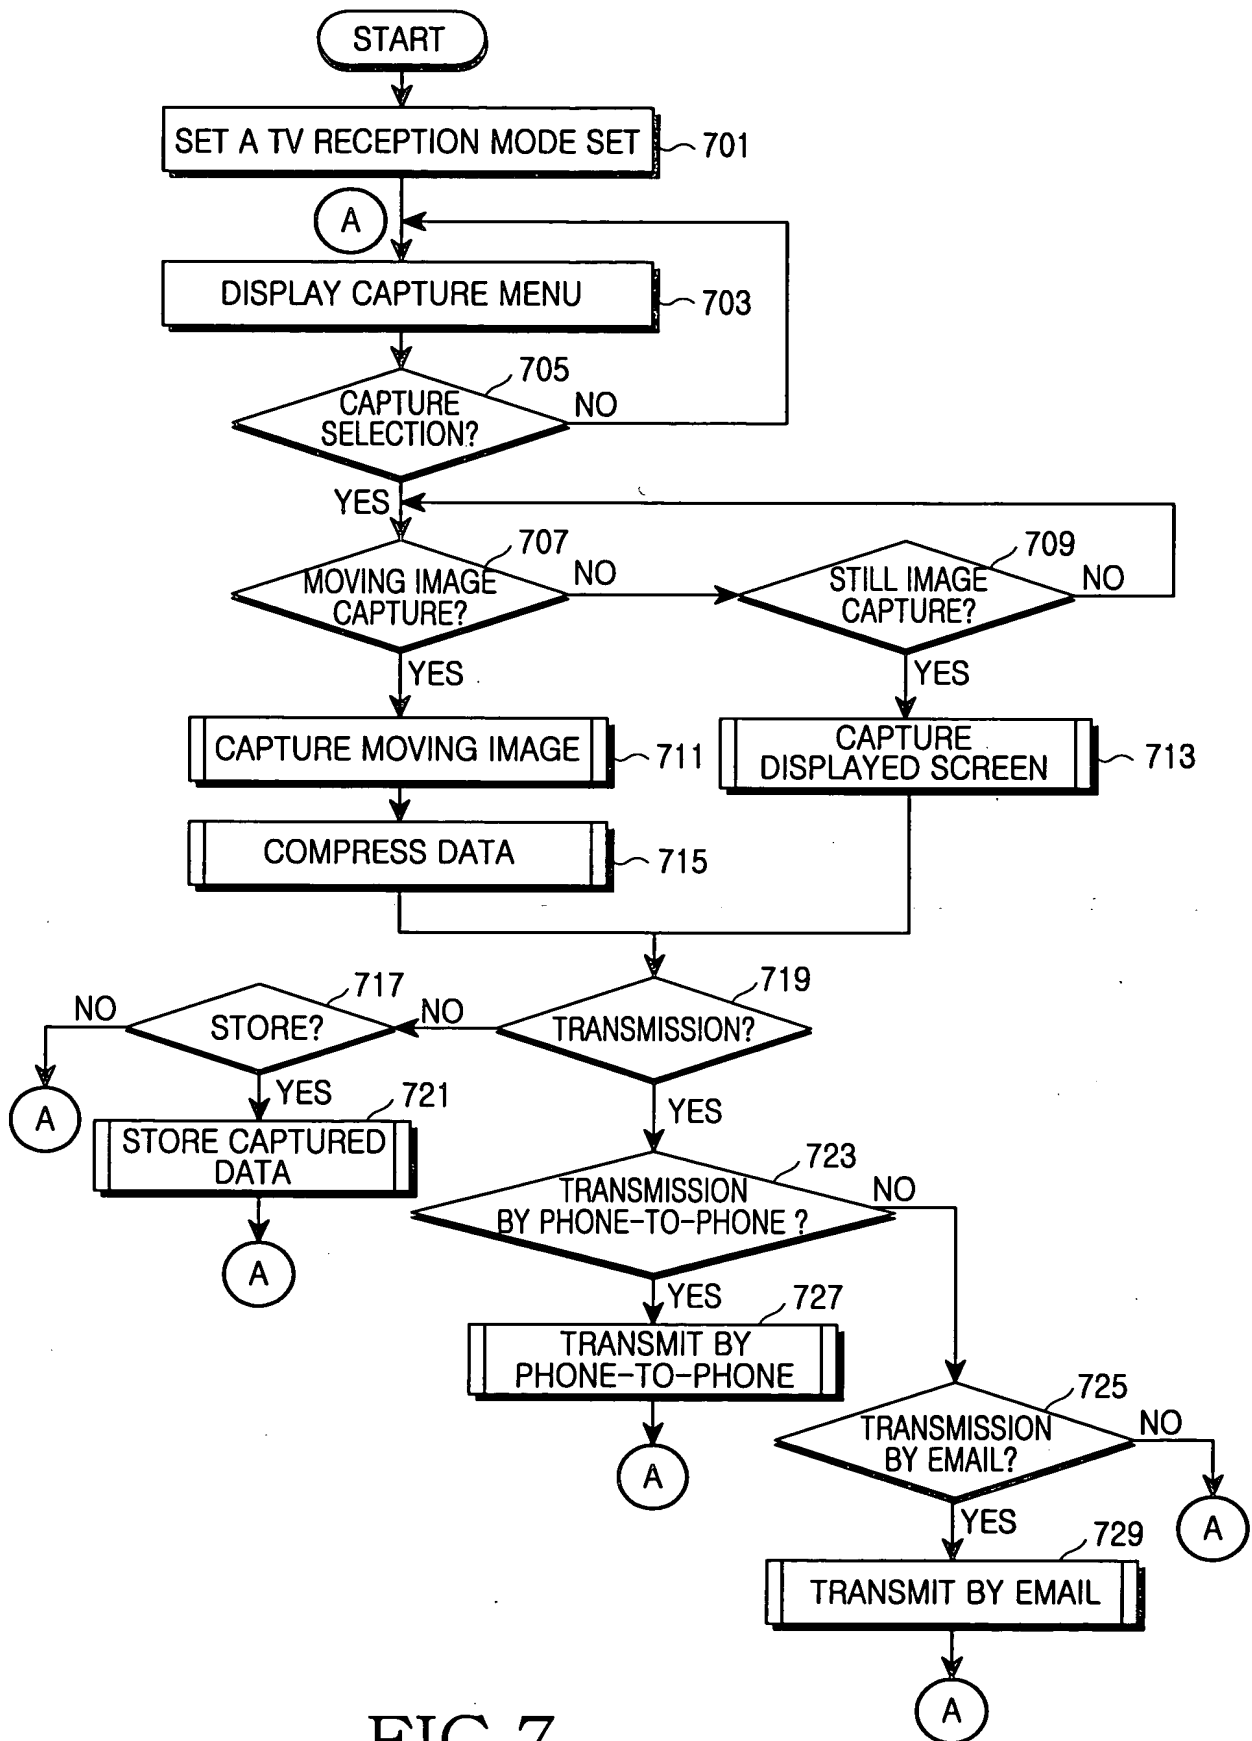 START
SET A TV RECEPTION MODE SET
701
A
DISPLAY CAPTURE MENU
703
705
CAPTURE
SELECTION?
NO
YES
707
MOVING IMAGE
CAPTURE?
NO
709
STILL IMAGE
CAPTURE?
NO
YES
YES
CAPTURE MOVING IMAGE
711
CAPTURE
DISPLAYED SCREEN
713
COMPRESS DATA
715
717
STORE?
NO
NO
719
TRANSMISSION?
A
YES
721
STORE CAPTURED
DATA
A
YES
723
TRANSMISSION
BY PHONE-TO-PHONE ?
NO
YES
727
TRANSMIT BY
PHONE-TO-PHONE
A
725
TRANSMISSION
BY EMAIL?
NO
A
YES
729
TRANSMIT BY EMAIL
A
FIG.7